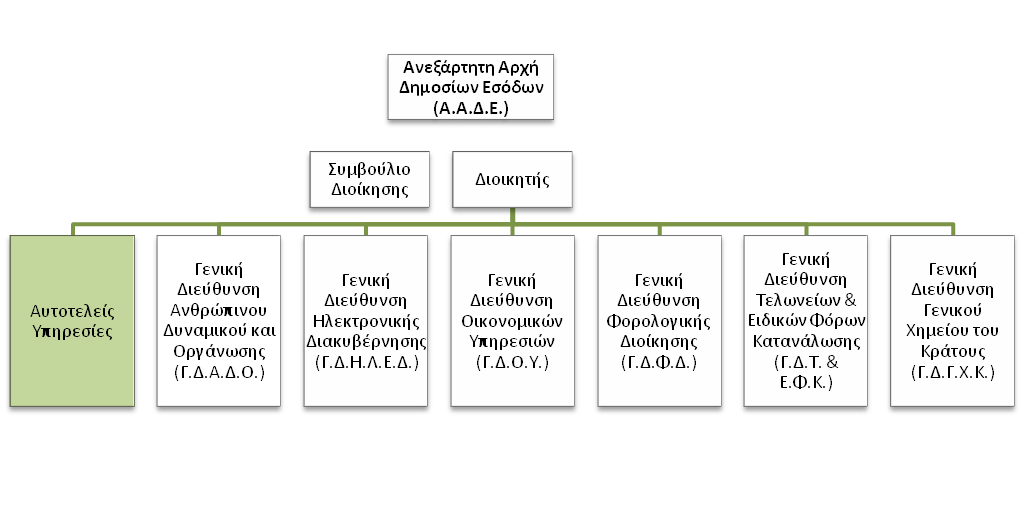 Ανεξάρτητη Αρχή
Δημοσίων Εσόδων
(Α.Α.Δ.Ε.)
Συμβούλιο
Διοίκησης
Διοικητής
Αυτοτελείς
Υπηρεσίες
Γενική
Διεύθυνση
Ανθρώπινου
Δυναμικού και
Οργάνωσης
(Γ.Δ.Α.Δ.Ο.)
Γενική
Διεύθυνση
Ηλεκτρονικής
Διακυβέρνησης
(Γ.Δ.Η.Λ.Ε.Δ.)
Γενική
Διεύθυνση
Οικονομικών
Υπηρεσιών
(Γ.Δ.Ο.Υ.)
Γενική
Διεύθυνση
Φορολογικής
Διοίκησης
(Γ.Δ.Φ.Δ.)
Γενική
Διεύθυνση
Τελωνείων &
Ειδικών Φόρων
Κατανάλωσης
(Γ.Δ.Τ. &
Ε.Φ.Κ.)
Γενική
Διεύθυνση
Γενικού
Χημείου του
Κράτους
(Γ.Δ.Γ.Χ.Κ.)